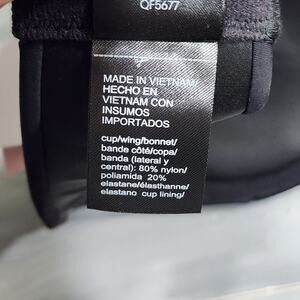 QF5677
MADE IN VIETNAM/
HECHO EN
VIETNAM CON
INSUMOS
IMPORTADOS
cup/wing/bonnet/
bande côté/copa/
banda (lateral y
central): 80% nylon/
poliamida 20%
elastane/élasthanne/
elastano cup lining/